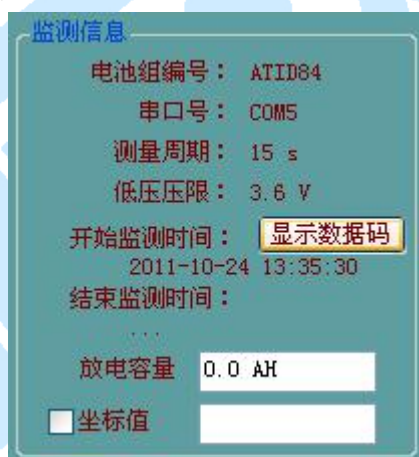 监测信息
电池组编号： ATID84
串口号： COM5
测量周期： 15 s
低压压限： 3.6 V
开始监测时间： 显示数据码
2011-10-24 13:35:30
结束监测时间：
...
放电容量 0.0 AH
坐标值